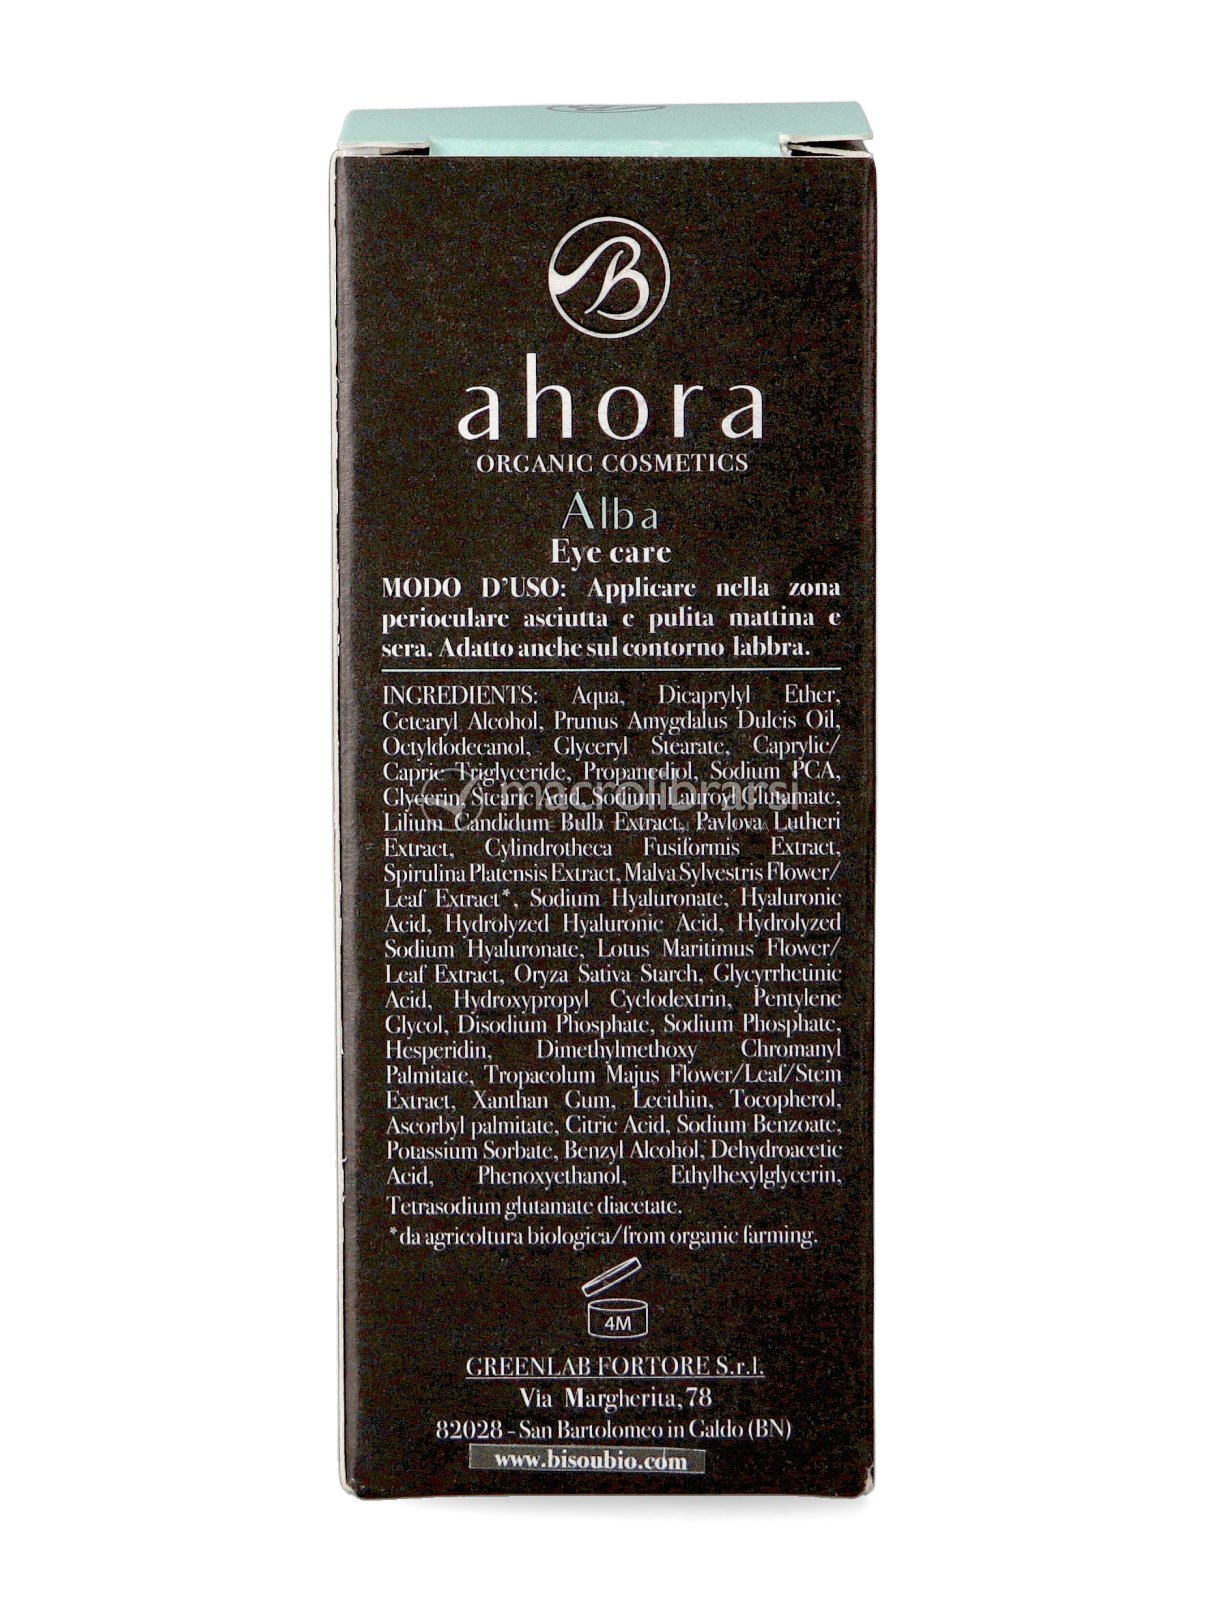 B
ahora
ORGANIC COSMETICS
Alba
Eye care
MODO D'USO: Applicare nella zona
perioculare asciutta e pulita mattina e
sera. Adatto anche sul contorno labbra.
INGREDIENTS: Aqua, Dicaprylyl Ether,
Cetearyl Alcohol, Prunus Amygdalus Dulcis Oil,
Octyldodecanol, Glyceryl Stearate, Caprylic/
Capric Triglyceride, Propanediol, Sodium PCA,
Glycerin, Stearic Acid, Sodium Lauroyl Glutamate,
macrolibrarsi
Lilium Candidum Bulb Extract, Pavlova Lutheri
Extract, Cylindrotheca Fusiformis Extract,
Spirulina Platensis Extract, Malva Sylvestris Flower/
Leaf Extract*, Sodium Hyaluronate, Hyaluronic
Acid, Hydrolyzed Hyaluronic Acid, Hydrolyzed
Sodium Hyaluronate, Lotus Maritimus Flower/
Leaf Extract, Oryza Sativa Starch, Glycyrrhetinic
Acid, Hydroxypropyl Cyclodextrin, Pentylene
Glycol, Disodium Phosphate, Sodium Phosphate,
Hesperidin, Dimethylmethoxy Chromanyl
Palmitate, Tropaeolum Majus Flower/Leaf/Stem
Extract, Xanthan Gum, Lecithin, Tocopherol,
Ascorbyl palmitate, Citric Acid, Sodium Benzoate,
Potassium Sorbate, Benzyl Alcohol, Dehydroacetic
Acid, Phenoxyethanol, Ethylhexylglycerin,
Tetrasodium glutamate diacetate.
*da agricoltura biologica/from organic farming.
4M
GREENLAB FORTORE S.r.l.
Via Margherita, 78
82028 - San Bartolomeo in Galdo (BN)
www.bisoubio.com